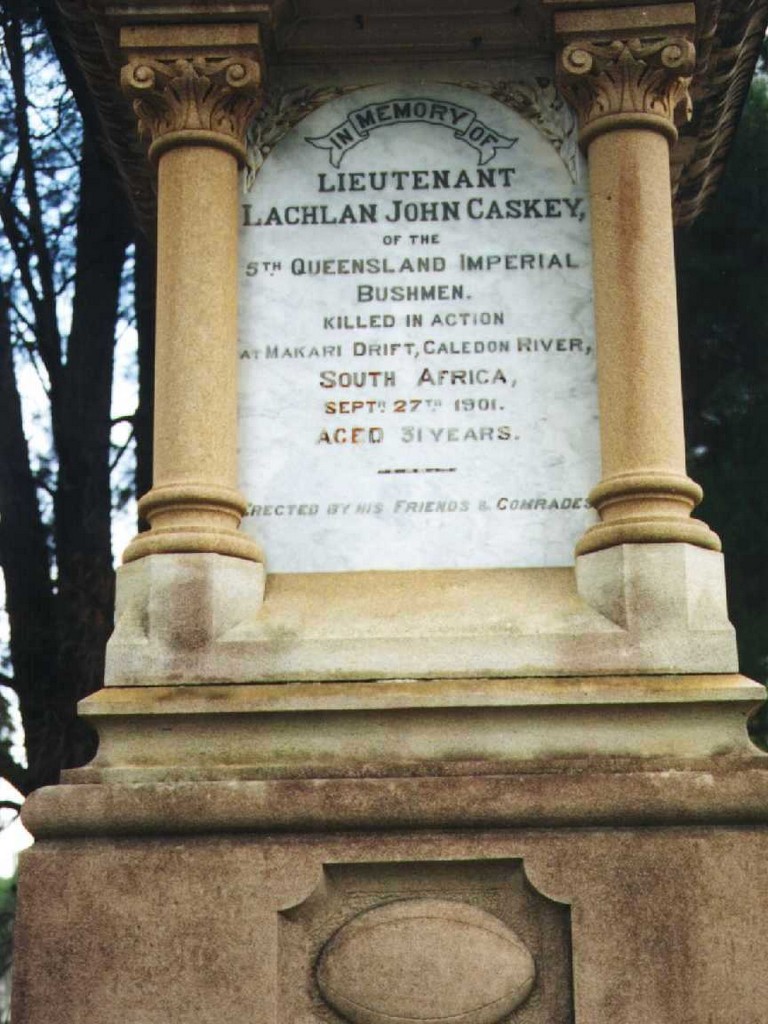 IN MEMORY OF
LIEUTENANT
LACHLAN JOHN CASKEY,
OF THE
5TH QUEENSLAND IMPERIAL
BUSHMEN.
KILLED IN ACTION
AT MAKARI DRIFT, CALEDON RIVER,
SOUTH AFRICA,
SEPTR 27TH 1901.
AGED 31 YEARS.
ERECTED BY HIS FRIENDS & COMRADES